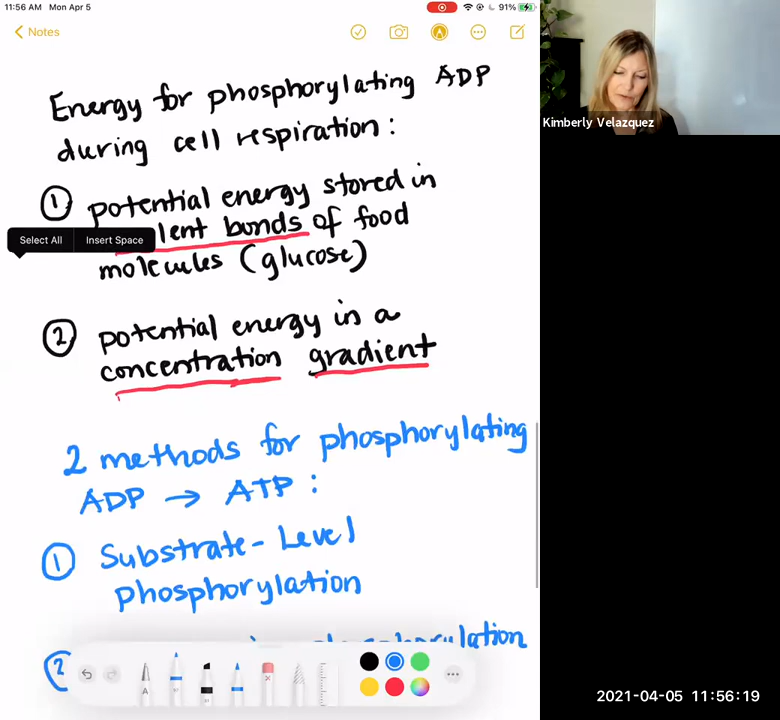 11:56 AM Mon Apr 5
91%
Notes
Energy for phosphorylating ADP
during cell respiration:
1 potential energy stored in
lent bonds of food
Select All Insert Space
molecules (glucose)
2 potential energy in a
concentration gradient
2 methods for phosphorylating
ADP → ATP:
1 Substrate-Level
phosphorylation
2 phosphorylation
Kimberly Velazquez
2021-04-05 11:56:19